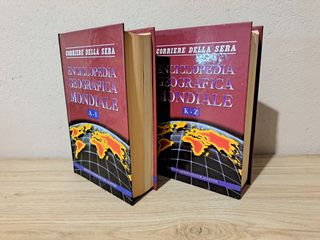 CORRIERE DELLA SERA
ENCICLOPEDIA
GEOGRAFICA
MONDIALE
A-J
CORRIERE DELLA SERA
ENCICLOPEDIA
GEOGRAFICA
MONDIALE
K-Z